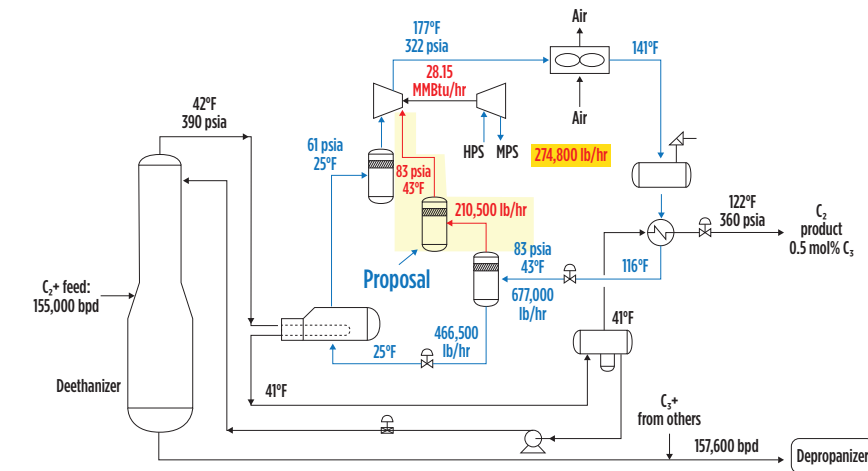 Air
177°F
322 psia
141°F
28.15
MMBtu/hr
42°F
390 psia
Air
HPS
MPS
274,800 lb/hr
61 psia
25°F
83 psia
43°F
210,500 lb/hr
122°F
360 psia
C₂
product
0.5 mol% C₃
Proposal
83 psia
43°F
116°F
C₂+ feed:
155,000 bpd
677,000
lb/hr
466,500
lb/hr
41°F
25°F
Deethanizer
41°F
C₃+
from others
157,600 bpd
Depropanizer